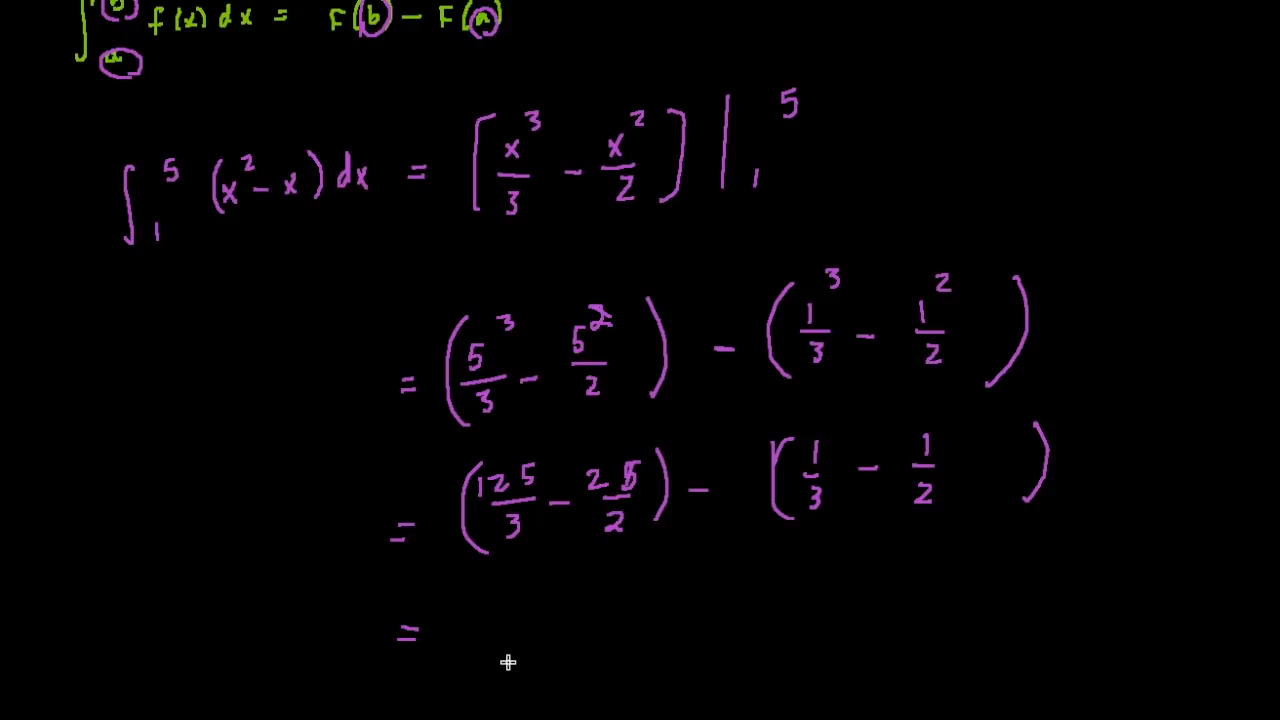 ∫ₐᵇ f(x) dx = F(b) - F(a)
∫₁⁵ (x² - x) dx = [x³/3 - x²/2] |₁⁵
= (5³/3 - 5²/2) - (1³/3 - 1²/2)
= (125/3 - 25/2) - (1/3 - 1/2)
=